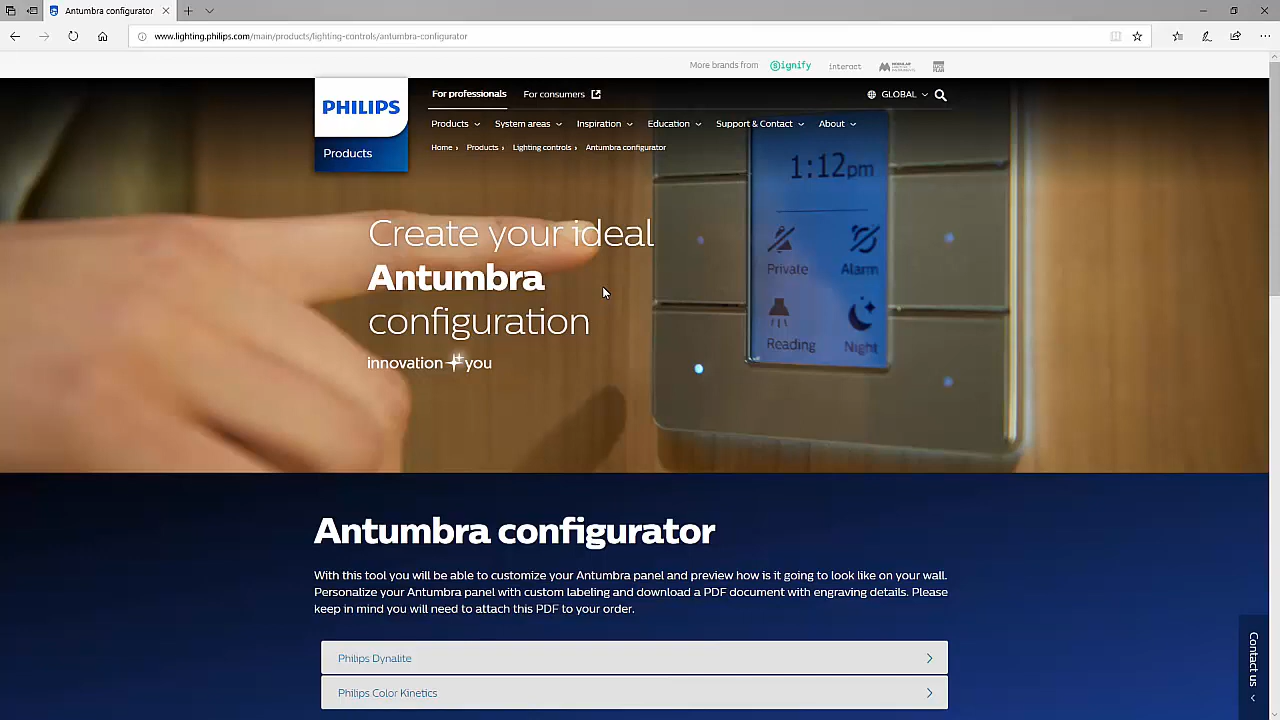 Antumbra configurator
www.lighting.philips.com/main/products/lighting-controls/antumbra-configurator
More brands from
Signify
interact
PHILIPS
Products
For professionals
For consumers
GLOBAL
Products
System areas
Inspiration
Education
Support & Contact
About
Home
Products
Lighting controls
Antumbra configurator
1:12pm
Private
Alarm
Reading
Night
Create your ideal
Antumbra
configuration
innovation you
Antumbra configurator
With this tool you will be able to customize your Antumbra panel and preview how is it going to look like on your wall.
Personalize your Antumbra panel with custom labeling and download a PDF document with engraving details. Please
keep in mind you will need to attach this PDF to your order.
Philips Dynalite
Philips Color Kinetics
Contact us